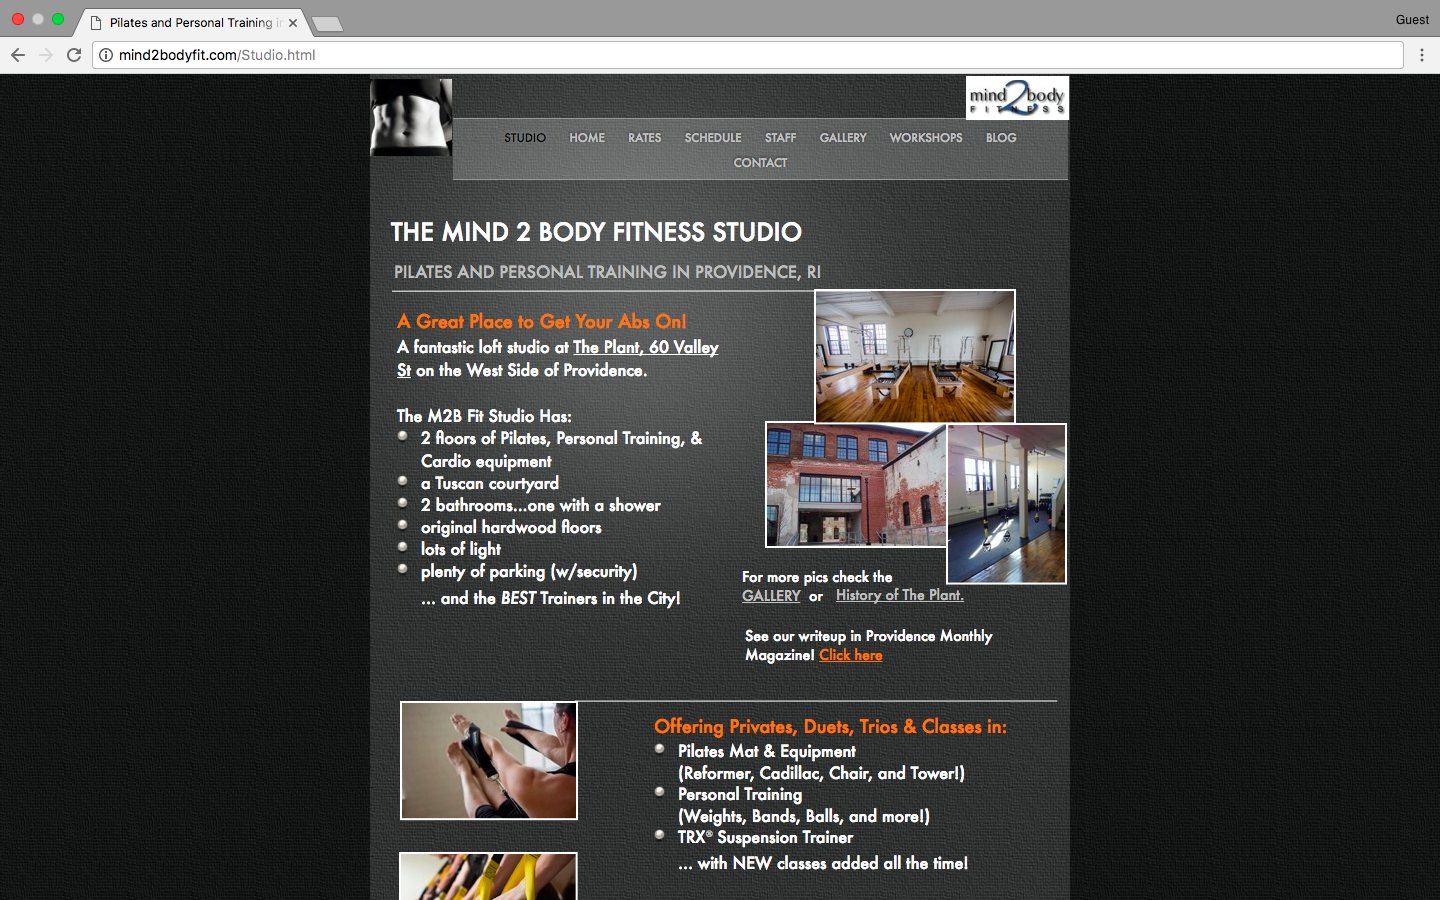 Pilates and Personal Training in
Guest
mind2bodyfit.com/Studio.html
mind2body
FITNESS
STUDIO HOME RATES SCHEDULE STAFF GALLERY WORKSHOPS BLOG
CONTACT
THE MIND 2 BODY FITNESS STUDIO
PILATES AND PERSONAL TRAINING IN PROVIDENCE, RI
A Great Place to Get Your Abs On!
A fantastic loft studio at The Plant, 60 Valley
St on the West Side of Providence.
The M2B Fit Studio Has:
2 floors of Pilates, Personal Training, &
Cardio equipment
a Tuscan courtyard
2 bathrooms...one with a shower
original hardwood floors
lots of light
plenty of parking (w/security)
... and the BEST Trainers in the City!
For more pics check the
GALLERY or History of The Plant.
See our writeup in Providence Monthly
Magazine! Click here
Offering Privates, Duets, Trios & Classes in:
Pilates Mat & Equipment
(Reformer, Cadillac, Chair, and Tower!)
Personal Training
(Weights, Bands, Balls, and more!)
TRX® Suspension Trainer
... with NEW classes added all the time!